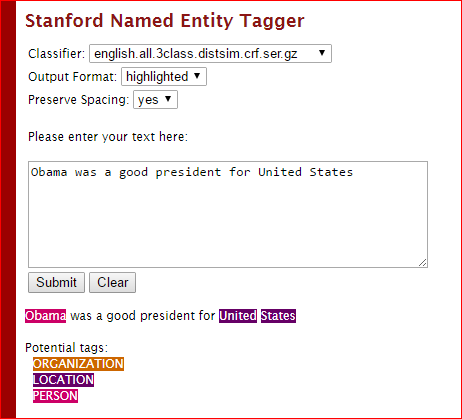 Stanford Named Entity Tagger
Classifier: english.all.3class.distsim.crf.ser.gz
Output Format: highlighted
Preserve Spacing: yes
Please enter your text here:
Obama was a good president for United States
Submit Clear
Obama was a good president for United States
Potential tags:
ORGANIZATION
LOCATION
PERSON